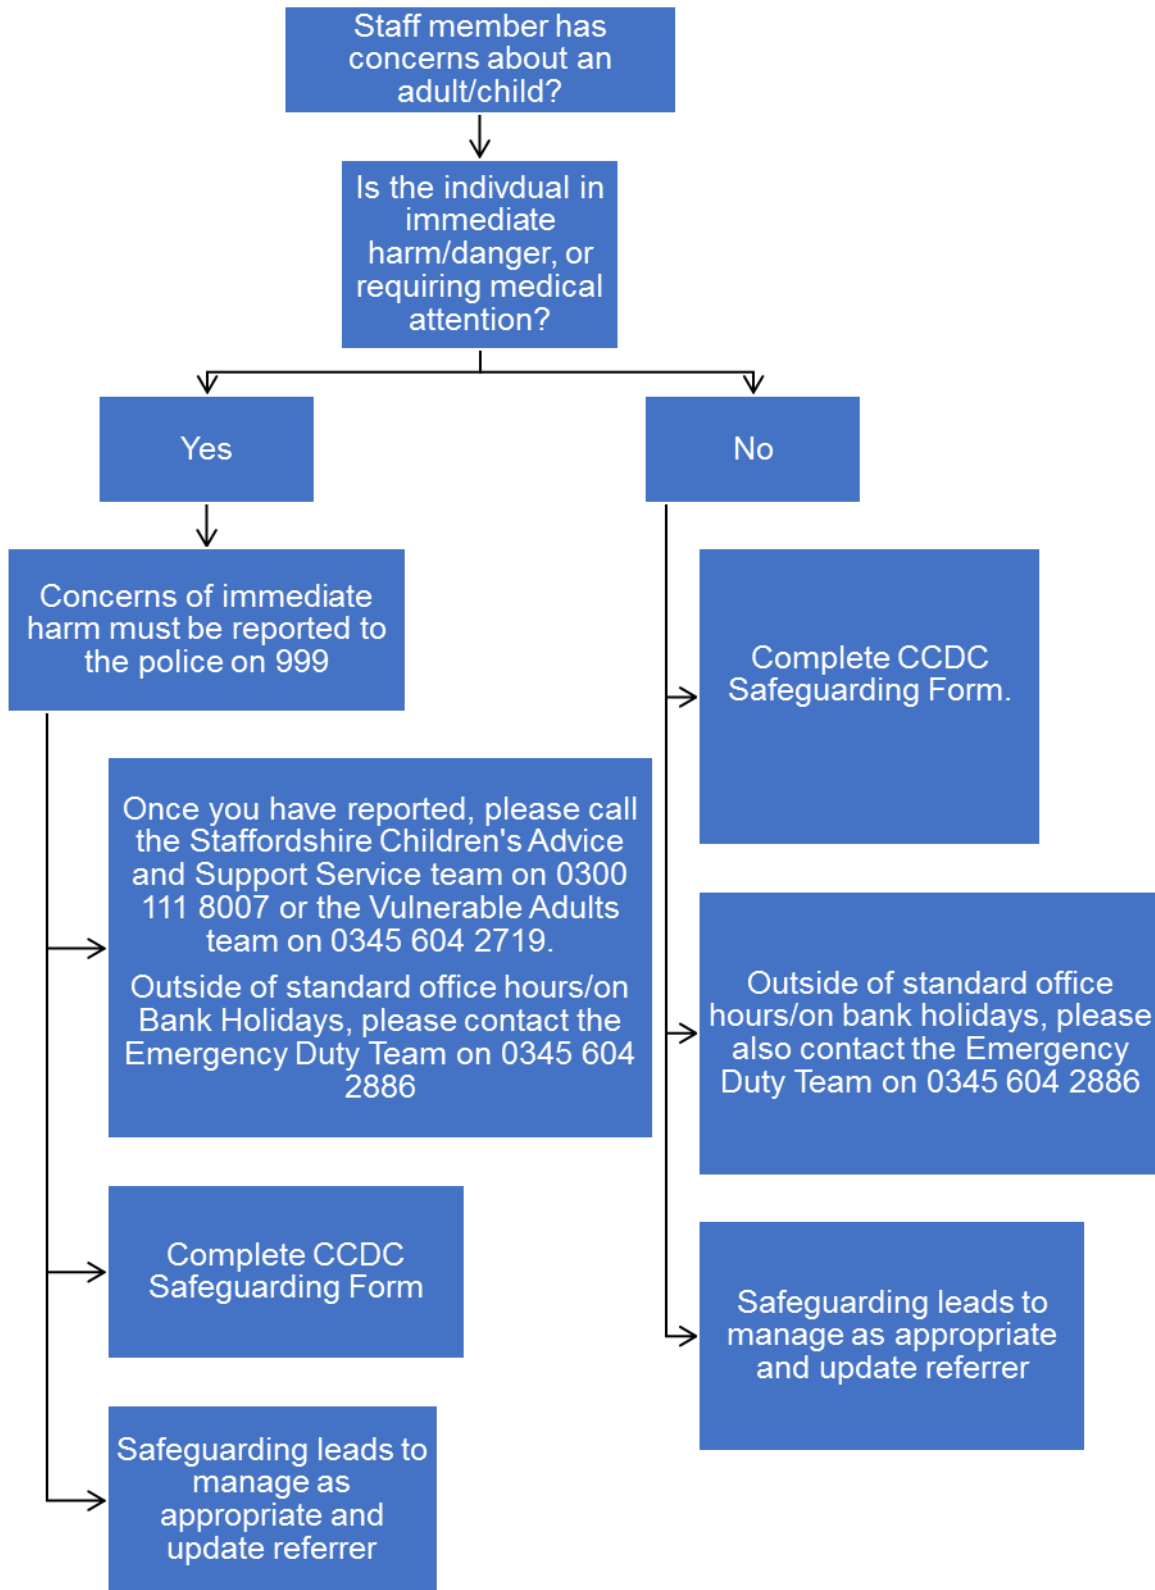 Staff member has
concerns about an
adult/child?
Is the indivdual in
immediate
harm/danger, or
requiring medical
attention?
Yes
No
Concerns of immediate
harm must be reported to
the police on 999
Once you have reported, please call
the Staffordshire Children's Advice
and Support Service team on 0300
111 8007 or the Vulnerable Adults
team on 0345 604 2719.
Outside of standard office hours/on
Bank Holidays, please contact the
Emergency Duty Team on 0345 604
2886
Complete CCDC
Safeguarding Form
Safeguarding leads to
manage as
appropriate and
update referrer
Complete CCDC
Safeguarding Form.
Outside of standard office
hours/on bank holidays, please
also contact the Emergency
Duty Team on 0345 604 2886
Safeguarding leads to
manage as appropriate
and update referrer